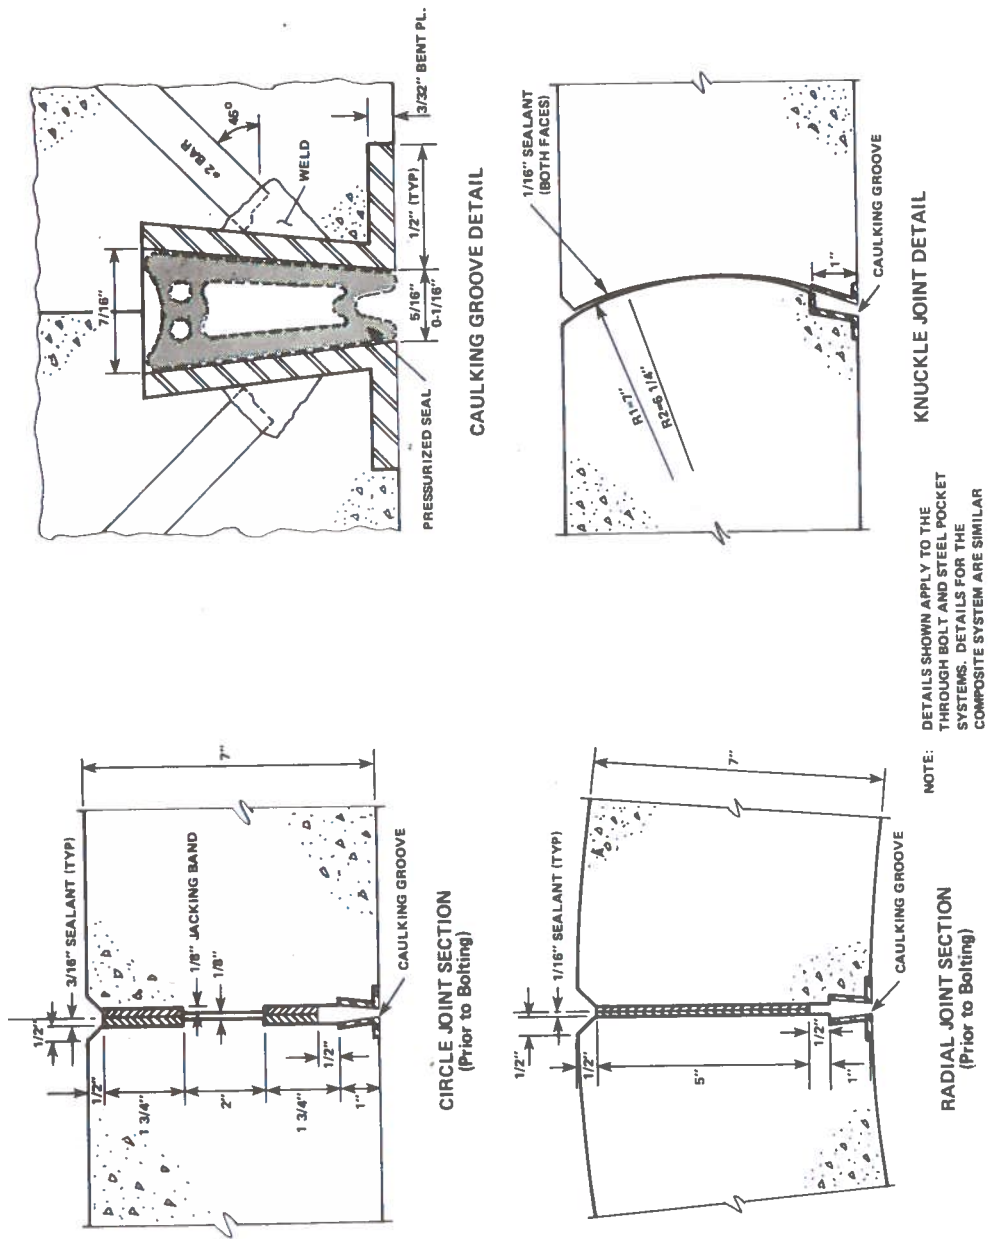 7/16"
#2 BAR
45°
WELD
3/32" BENT PL.
1/2" (TYP)
5/16"
0-1/16"
PRESSURIZED SEAL
CAULKING GROOVE DETAIL
1/16" SEALANT
(BOTH FACES)
R1=7"
R2=6 1/4"
1"
CAULKING GROOVE
KNUCKLE JOINT DETAIL
1/2"
3/16" SEALANT (TYP)
1/8" JACKING BAND
1/8"
7"
1/2"
1 3/4"
2"
1 3/4"
1/2"
1"
CAULKING GROOVE
CIRCLE JOINT SECTION
(Prior to Bolting)
1/2"
1/16" SEALANT (TYP)
7"
1/2"
5"
1/2"
1"
CAULKING GROOVE
RADIAL JOINT SECTION
(Prior to Bolting)
NOTE: DETAILS SHOWN APPLY TO THE
THROUGH BOLT AND STEEL POCKET
SYSTEMS. DETAILS FOR THE
COMPOSITE SYSTEM ARE SIMILAR